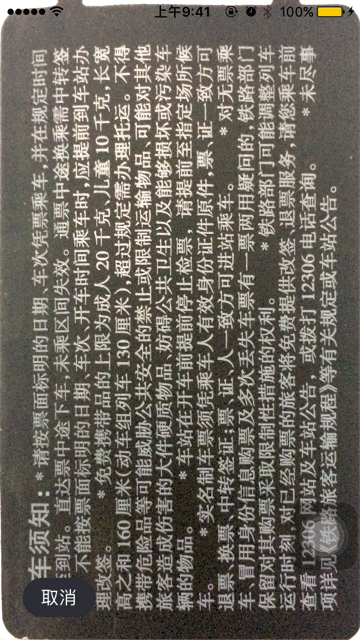 上午9:41
100%
车须知：*请按票面标明的日期、车次凭票乘车,并在规定时间
到站。直达票中途下车,未乘区间失效。通票中途换乘需中转签
不能按票面标明的日期、车次、开车时间乘车时,应提前到车站办
理改签。 *免费携带品的上限为成人20千克、儿童10千克,长宽
高之和160厘米(动车组列车130厘米),超过规定需办理托运。不得
携带危险品等可能威胁公共安全的禁止或限制运输物品、可能对其他
旅客造成伤害的大件硬质物品、妨碍公共卫生以及能够损坏或污染车
辆的物品。 *车站在开车前提前停止检票,请提前至指定场所候
车。 *实名制车票须凭乘车人有效身份证件原件,票、证一致方可
退票、换票、中转签证;票、证、人一致方可进站乘车。 *对无票乘
车、冒用身份信息购票及多次丢失车票有一票两用疑问的,铁路部门
保留对其购票采取限制性措施的权利。 *铁路部门可能调整列车
运行时刻,对已经购票的旅客将免费提供改签、退票服务,请您乘车前
查看12306网站及车站公告,或拨打12306电话查询。 *未尽事
项详见《铁路旅客运输规程》等有关规定或车站公告。
取消